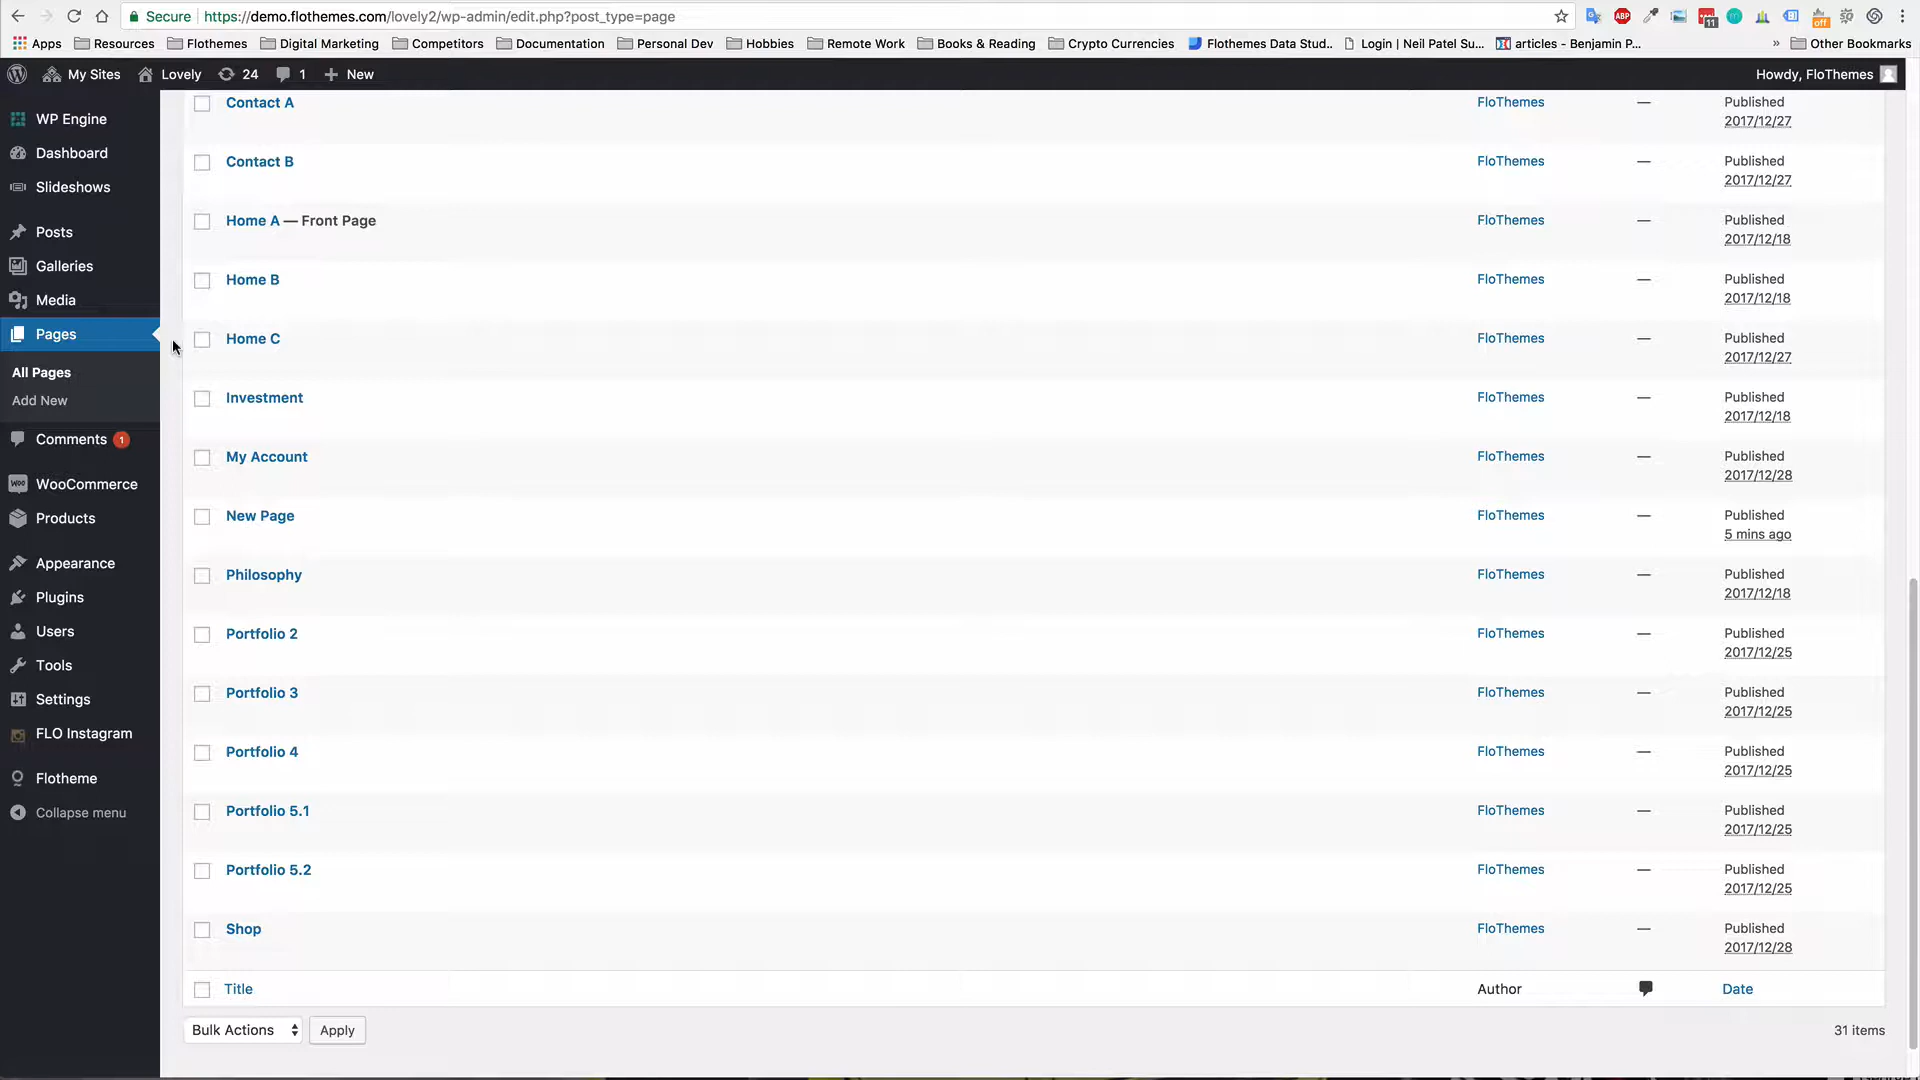 Secure https://demo.flothemes.com/lovely2/wp-admin/edit.php?post_type=page
ABP 11 m off
Apps Resources Flothemes Digital Marketing Competitors Documentation Personal Dev Hobbies Remote Work Books & Reading Crypto Currencies Flothemes Data Stud... Login | Neil Patel Su... articles - Benjamin P... » Other Bookmarks
My Sites Lovely 24 1 New Howdy, FloThemes
WP Engine
Dashboard
Slideshows
Posts
Galleries
Media
Pages
All Pages
Add New
Comments 1
WooCommerce
Products
Appearance
Plugins
Users
Tools
Settings
FLO Instagram
Flotheme
Collapse menu
Contact A FloThemes — Published
2017/12/27
Contact B FloThemes — Published
2017/12/27
Home A — Front Page FloThemes — Published
2017/12/18
Home B FloThemes — Published
2017/12/18
Home C FloThemes — Published
2017/12/27
Investment FloThemes — Published
2017/12/18
My Account FloThemes — Published
2017/12/28
New Page FloThemes — Published
5 mins ago
Philosophy FloThemes — Published
2017/12/18
Portfolio 2 FloThemes — Published
2017/12/25
Portfolio 3 FloThemes — Published
2017/12/25
Portfolio 4 FloThemes — Published
2017/12/25
Portfolio 5.1 FloThemes — Published
2017/12/25
Portfolio 5.2 FloThemes — Published
2017/12/25
Shop FloThemes — Published
2017/12/28
Title Author Date
Bulk Actions Apply 31 items